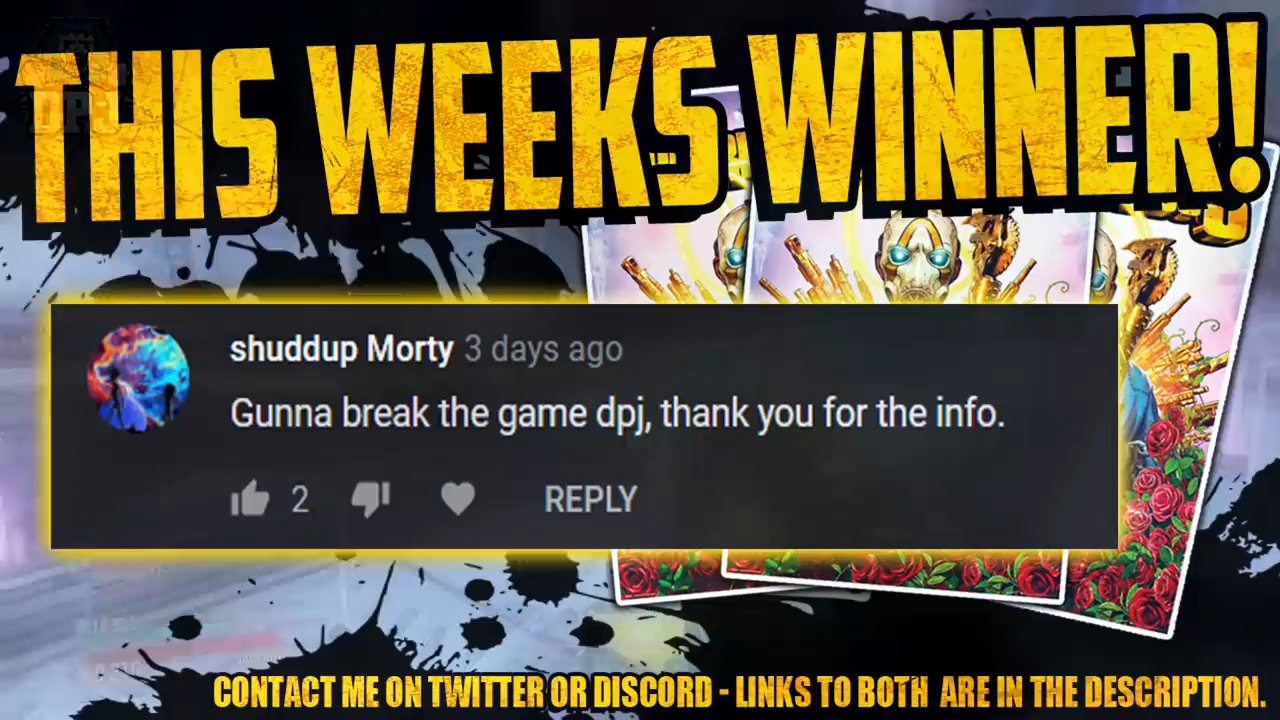 DPJ
THIS WEEKS WINNER!
shuddup Morty 3 days ago
Gunna break the game dpj, thank you for the info.
2 REPLY
CONTACT ME ON TWITTER OR DISCORD - LINKS TO BOTH ARE IN THE DESCRIPTION.